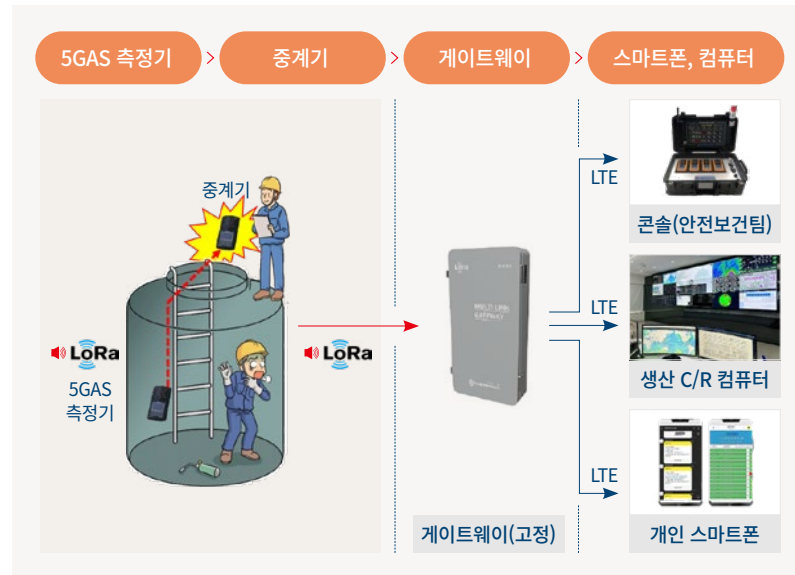 5GAS 측정기
중계기
게이트웨이
스마트폰, 컴퓨터
중계기
LoRa
5GAS
측정기
LoRa
LoRa
게이트웨이(고정)
LTE
콘솔(안전보건팀)
LTE
생산 C/R 컴퓨터
LTE
개인 스마트폰